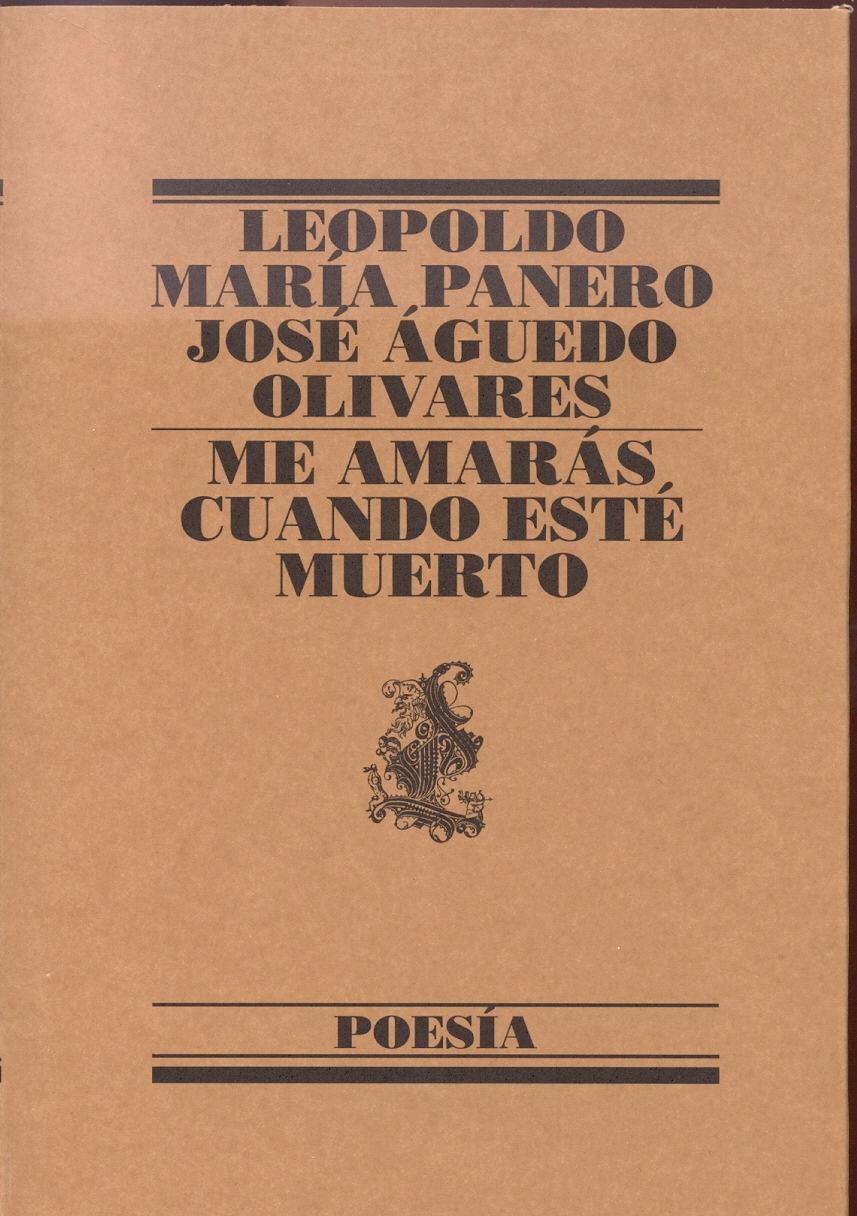 LEOPOLDO
MARÍA PANERO
JOSÉ ÁGUEDO
OLIVARES
ME AMARÁS
CUANDO ESTÉ
MUERTO
POESÍA